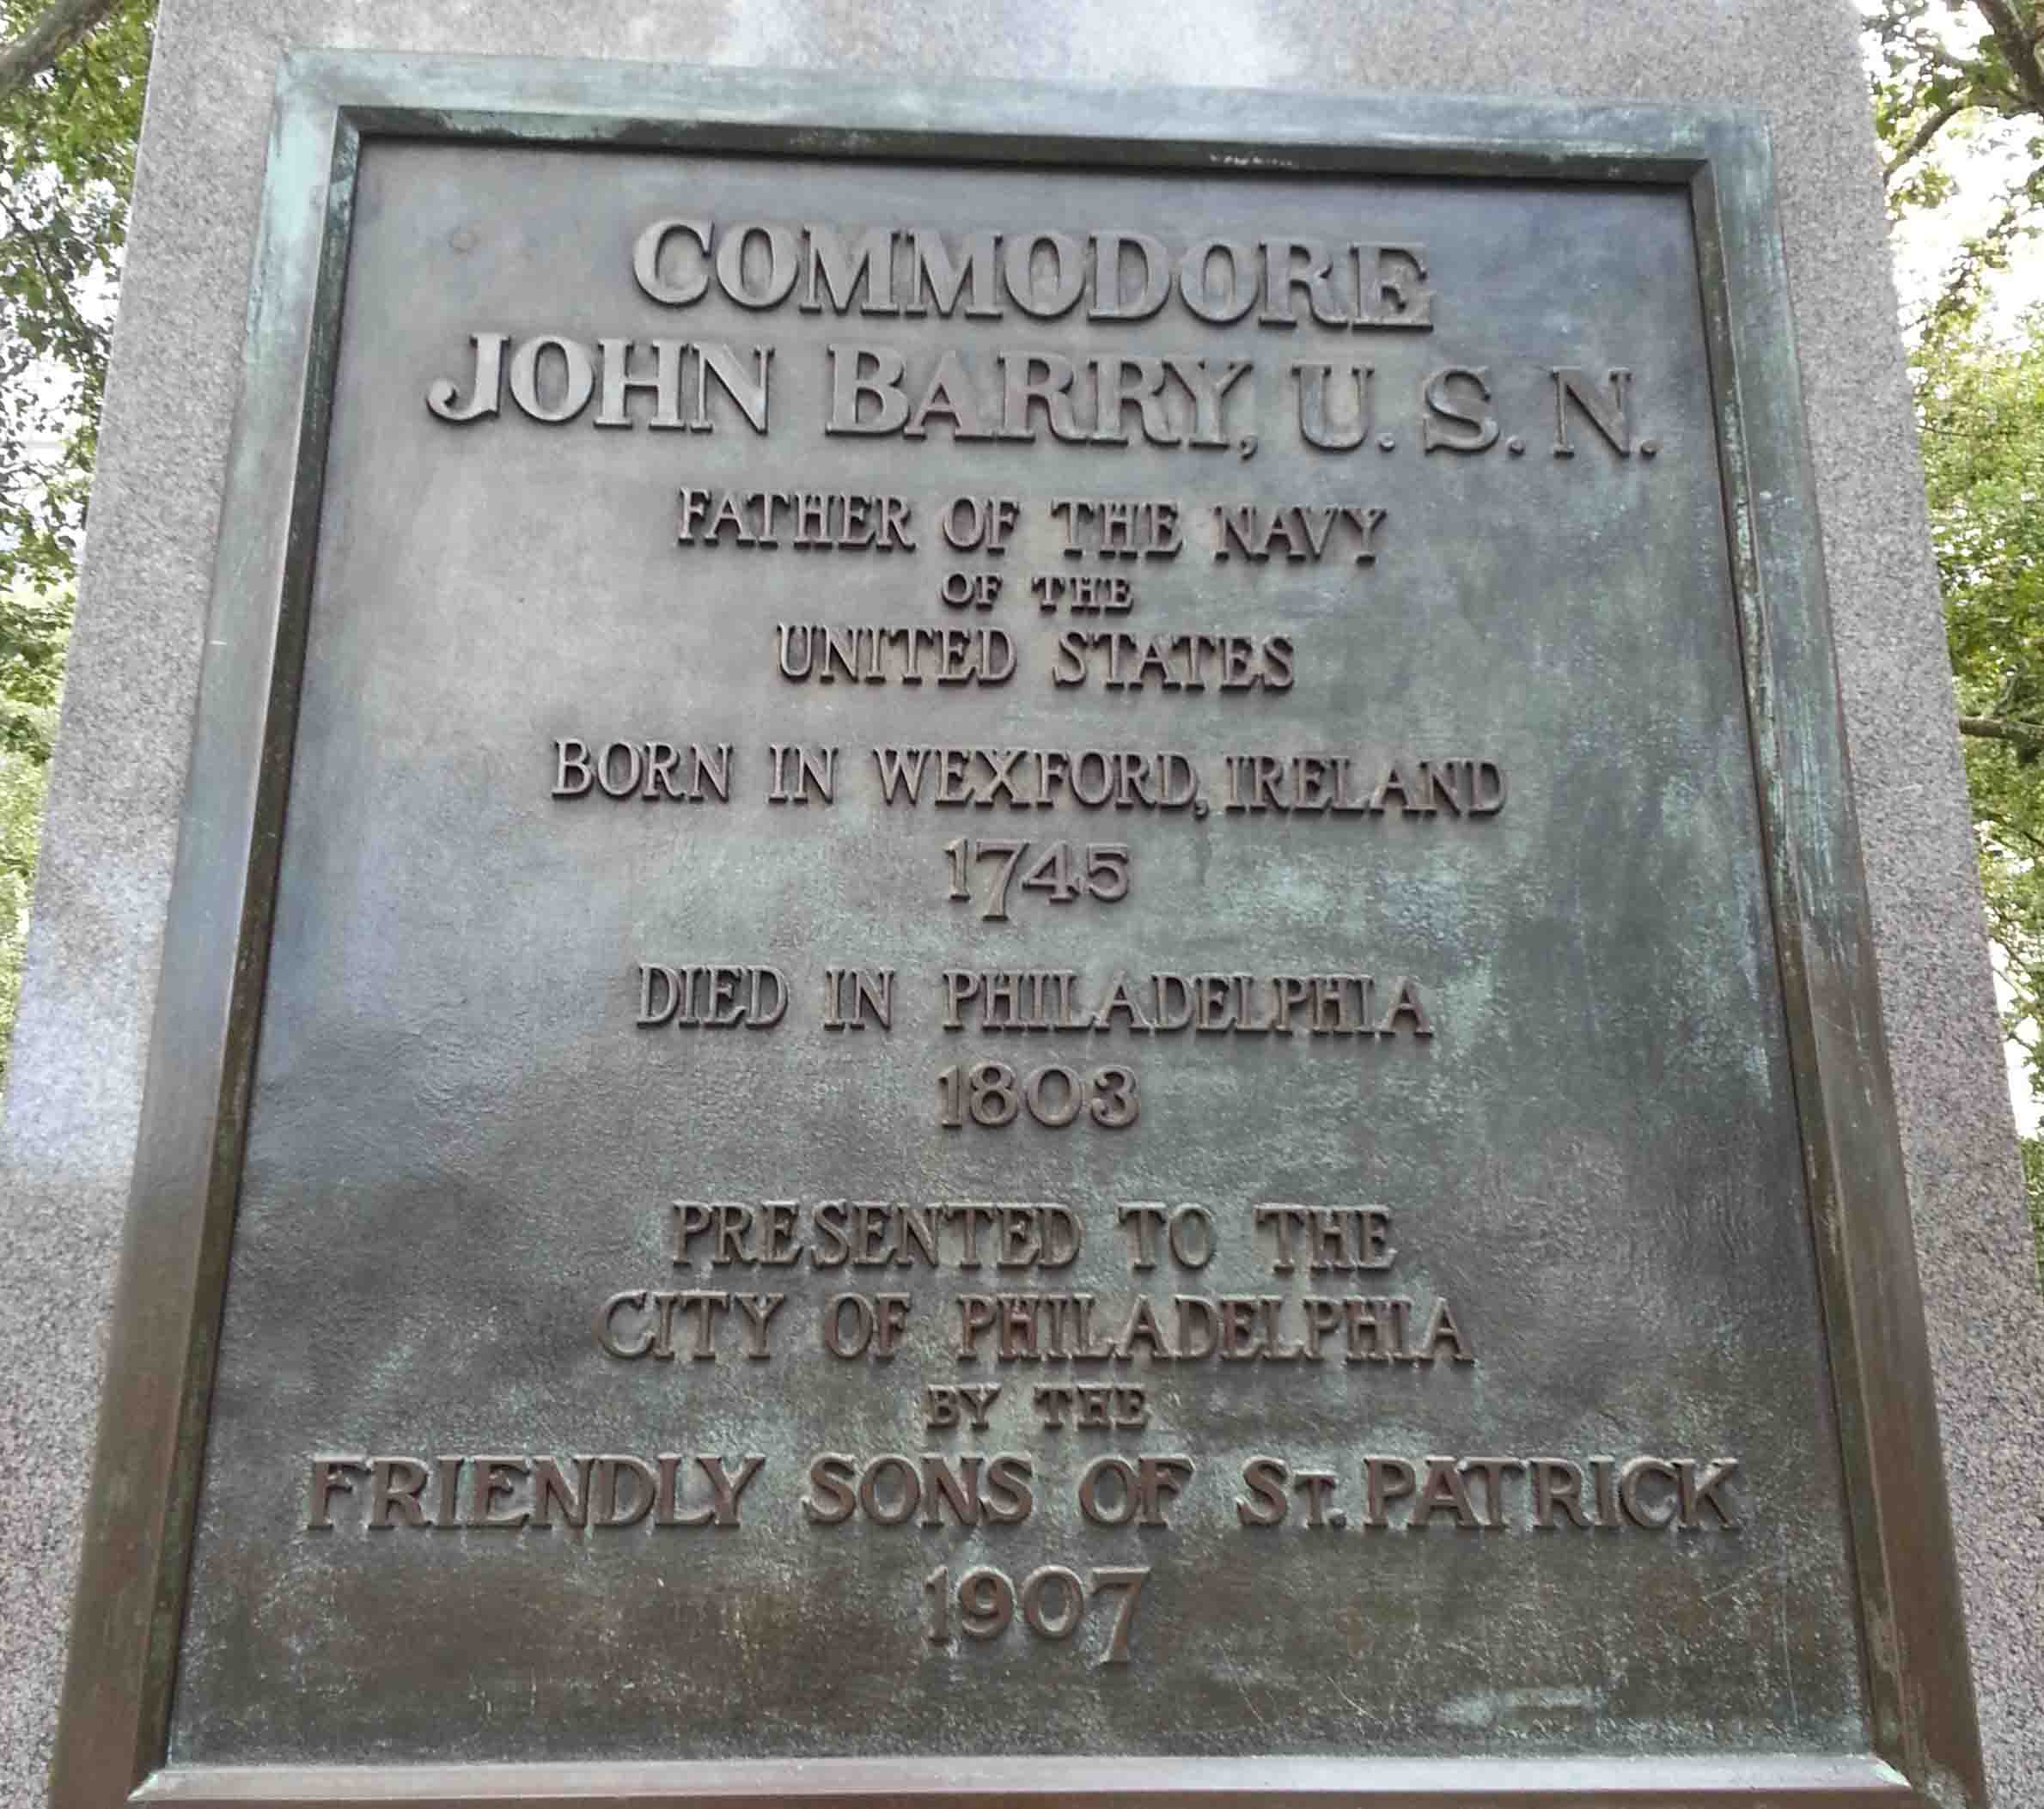 COMMODORE
JOHN BARRY, U.S.N.
FATHER OF THE NAVY
OF THE
UNITED STATES
BORN IN WEXFORD, IRELAND
1745
DIED IN PHILADELPHIA
1803
PRESENTED TO THE
CITY OF PHILADELPHIA
BY THE
FRIENDLY SONS OF ST. PATRICK
1907